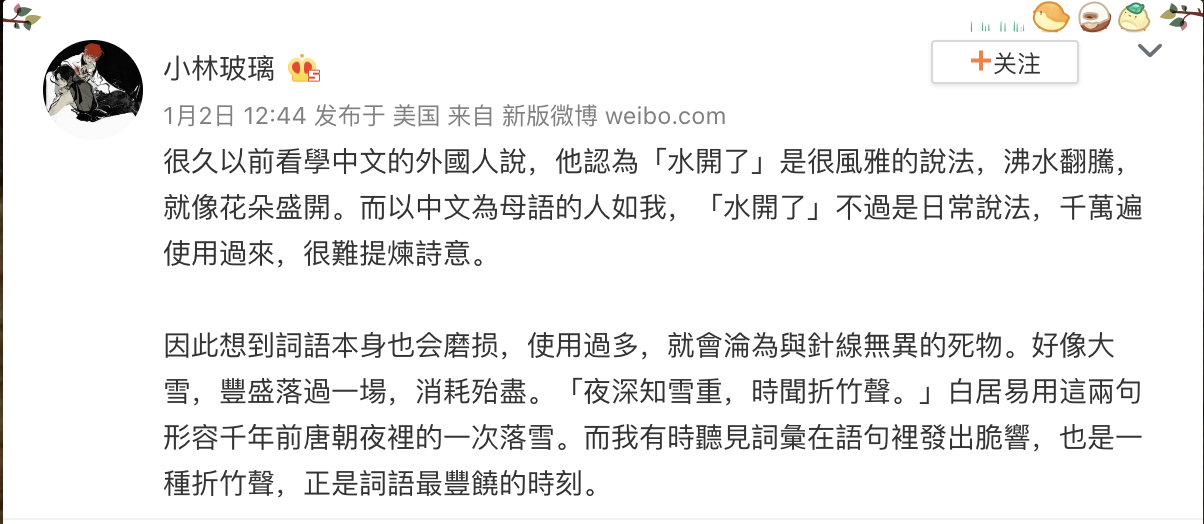 小林玻璃
+关注
1月2日 12:44 发布于 美国 来自 新版微博 weibo.com
很久以前看學中文的外國人說，他認為「水開了」是很風雅的說法，沸水翻騰，
就像花朵盛開。而以中文為母語的人如我，「水開了」不過是日常說法，千萬遍
使用過來，很難提煉詩意。
因此想到詞語本身也会磨损，使用過多，就會淪為與針線無異的死物。好像大
雪，豐盛落過一場，消耗殆盡。「夜深知雪重，時聞折竹聲。」白居易用這兩句
形容千年前唐朝夜裡的一次落雪。而我有時聽見詞彙在語句裡發出脆響，也是一
種折竹聲，正是詞語最豐饒的時刻。